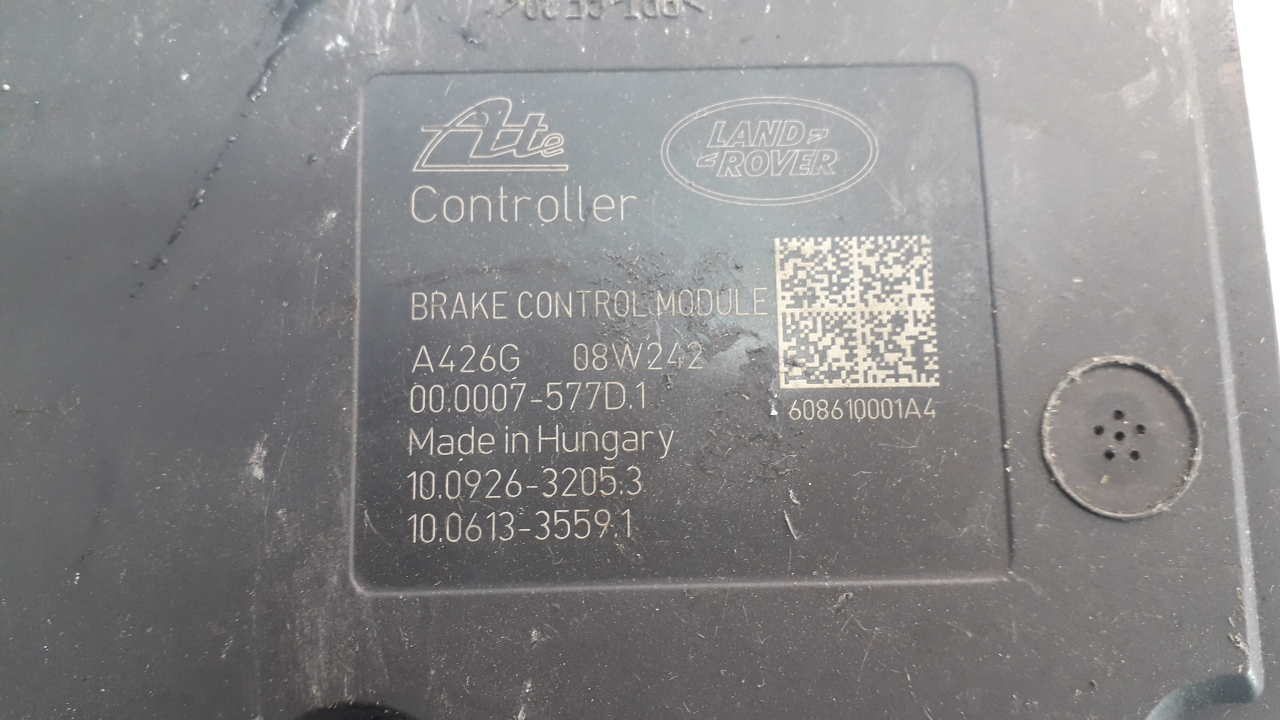 Ate
LAND
ROVER
Controller
BRAKE CONTROL MODULE
A426G 08W242
00.0007-577D.1
608610001A4
Made in Hungary
10.0926-3205.3
10.0613-3559.1